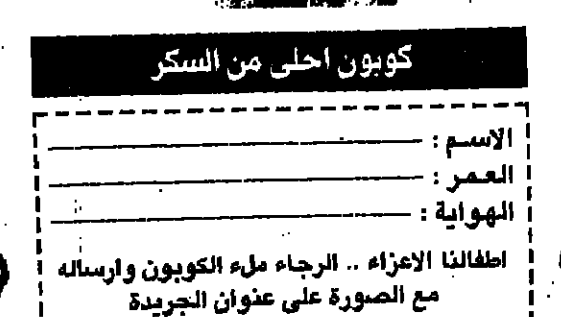 كوبون احلى من السكر
الاسم :
العمر :
الهواية :
اطفالنا الاعزاء .. الرجاء ملء الكوبون وارساله
مع الصورة على عنوان الجريدة